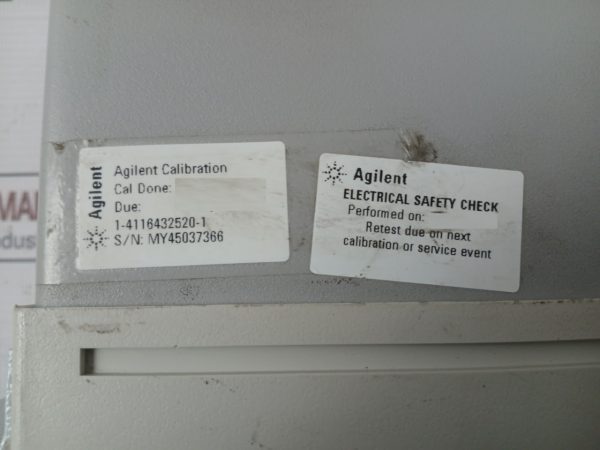 Agilent
Agilent Calibration
Cal Done:
Due:
1-4116432520-1
S/N: MY45037366
Agilent
ELECTRICAL SAFETY CHECK
Performed on:
Retest due on next
calibration or service event